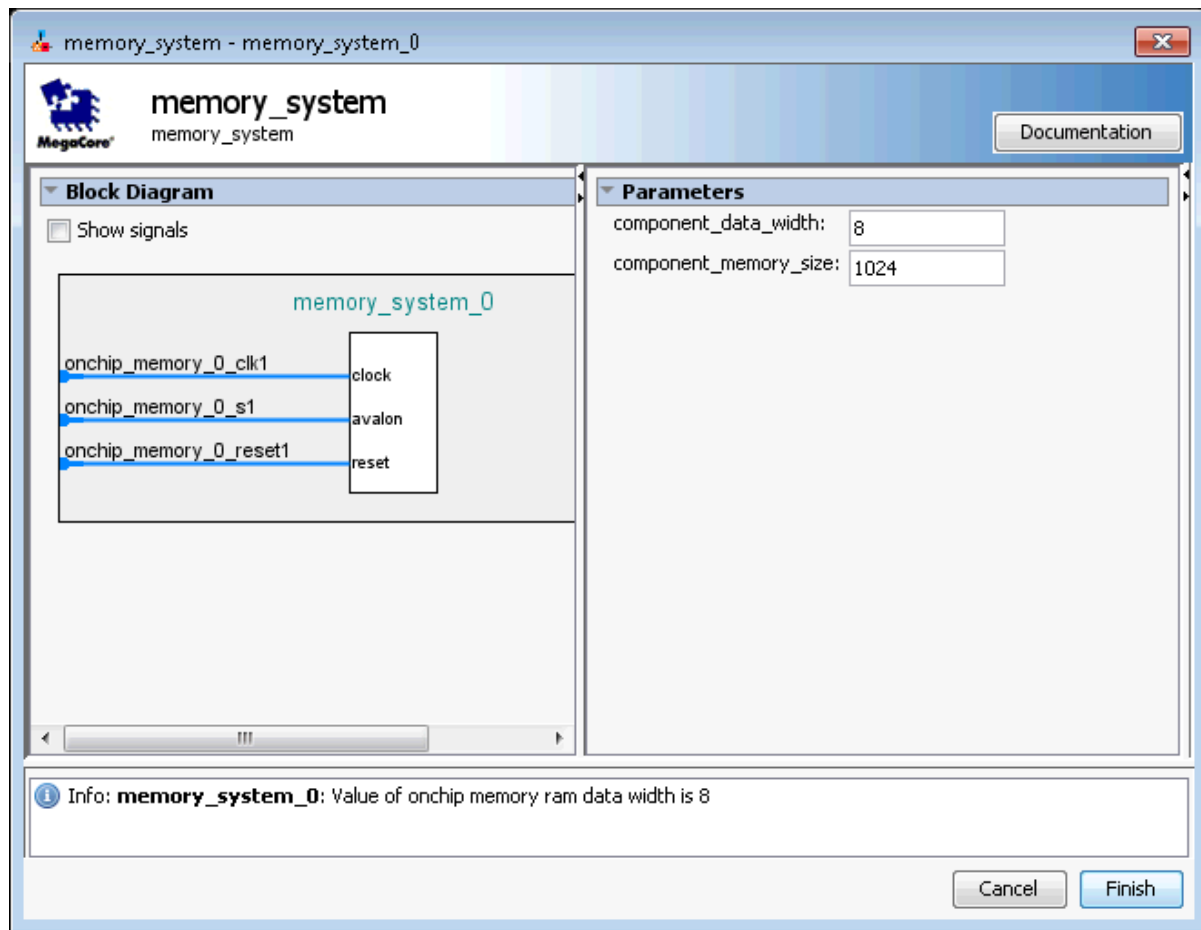 memory_system - memory_system_0
MegaCore®
memory_system
memory_system
Documentation
Block Diagram
Show signals
memory_system_0
onchip_memory_0_clk1
clock
onchip_memory_0_s1
avalon
onchip_memory_0_reset1
reset
Parameters
component_data_width: 8
component_memory_size: 1024
Info: memory_system_0: Value of onchip memory ram data width is 8
Cancel Finish